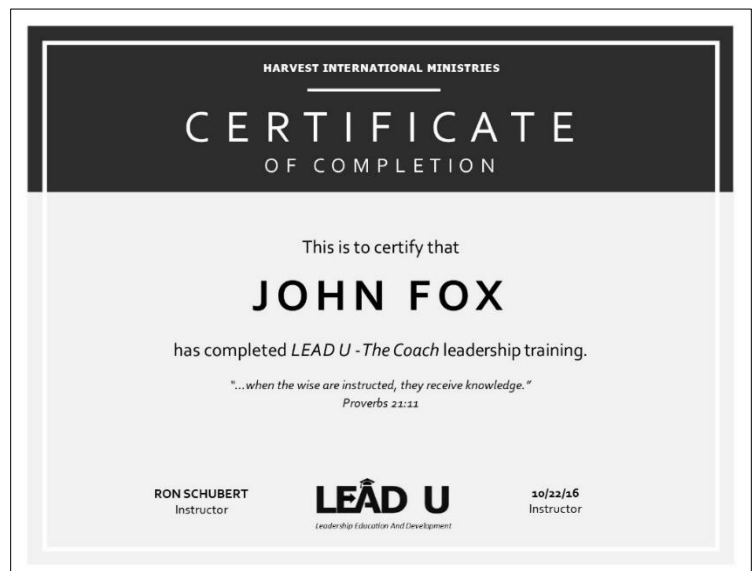 HARVEST INTERNATIONAL MINISTRIES
CERTIFICATE
OF COMPLETION
This is to certify that
JOHN FOX
has completed LEAD U - The Coach leadership training.
"...when the wise are instructed, they receive knowledge."
Proverbs 21:11
RON SCHUBERT
Instructor
LEAD U
Leadership Education And Development
10/22/16
Instructor